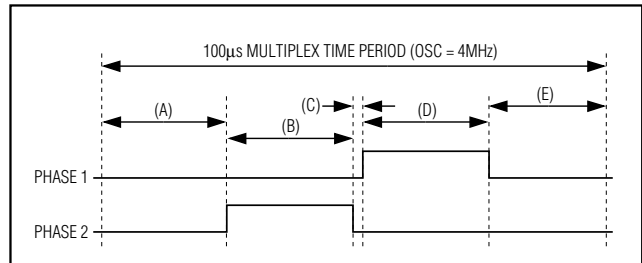 100µs MULTIPLEX TIME PERIOD (OSC = 4MHz)
(A)
(B)
(C)
(D)
(E)
PHASE 1
PHASE 2